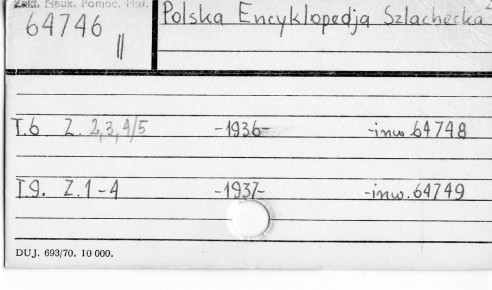 Zakł. Nauk. Pomoc. Hist.
64746 II
Polska Encyklopedja Szlachecka
T.6 Z. 2,3,4/5 -1936- -inw.64748
T.9. Z.1-4 -1937- -inw.64749
DUJ. 693/70. 10 000.